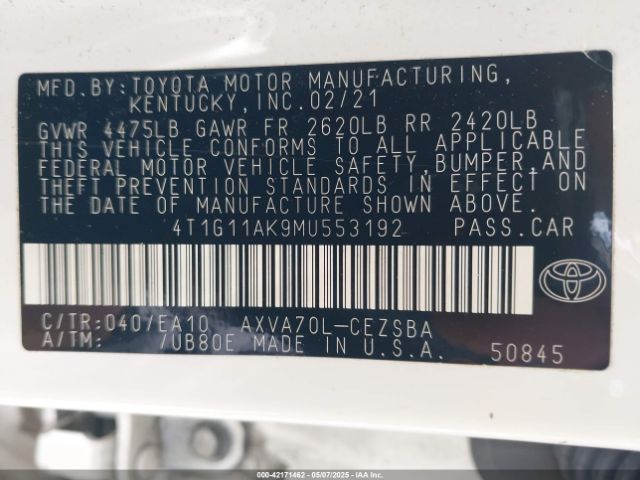 MFD.BY:TOYOTA MOTOR MANUFACTURING,
KENTUCKY,INC.02/21
GVWR 4475LB GAWR FR 2620LB RR 2420LB
THIS VEHICLE CONFORMS TO ALL APPLICABLE
FEDERAL MOTOR VEHICLE SAFETY,BUMPER,AND
THEFT PREVENTION STANDARDS IN EFFECT ON
THE DATE OF MANUFACTURE SHOWN ABOVE.
4T1G11AK9MU553192 PASS.CAR
C/TR:040/EA10 AXVA70L-CEZSBA
A/TM: /UB80E MADE IN U.S.A. 50845
000-42171462 - 05/07/2025 - IAAI.CA